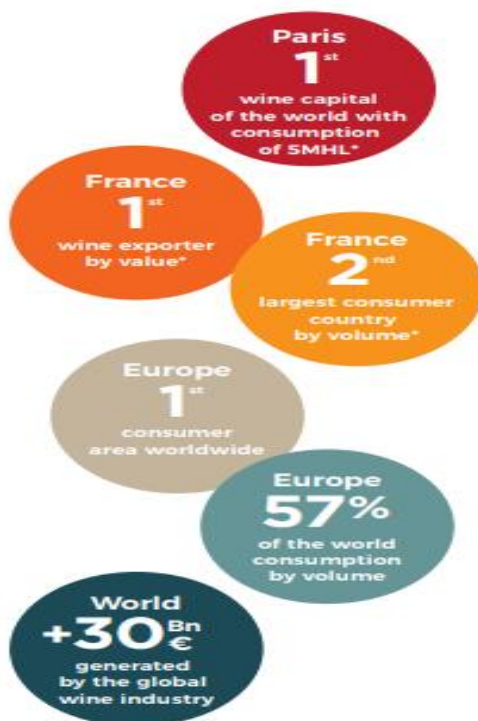 Paris
1st
wine capital
of the world with
consumption
of 5MHL*
France
1st
wine exporter
by value*
France
2nd
largest consumer
country
by volume*
Europe
1st
consumer
area worldwide
Europe
57%
of the world
consumption
by volume
World
+30 Bn €
generated
by the global
wine industry